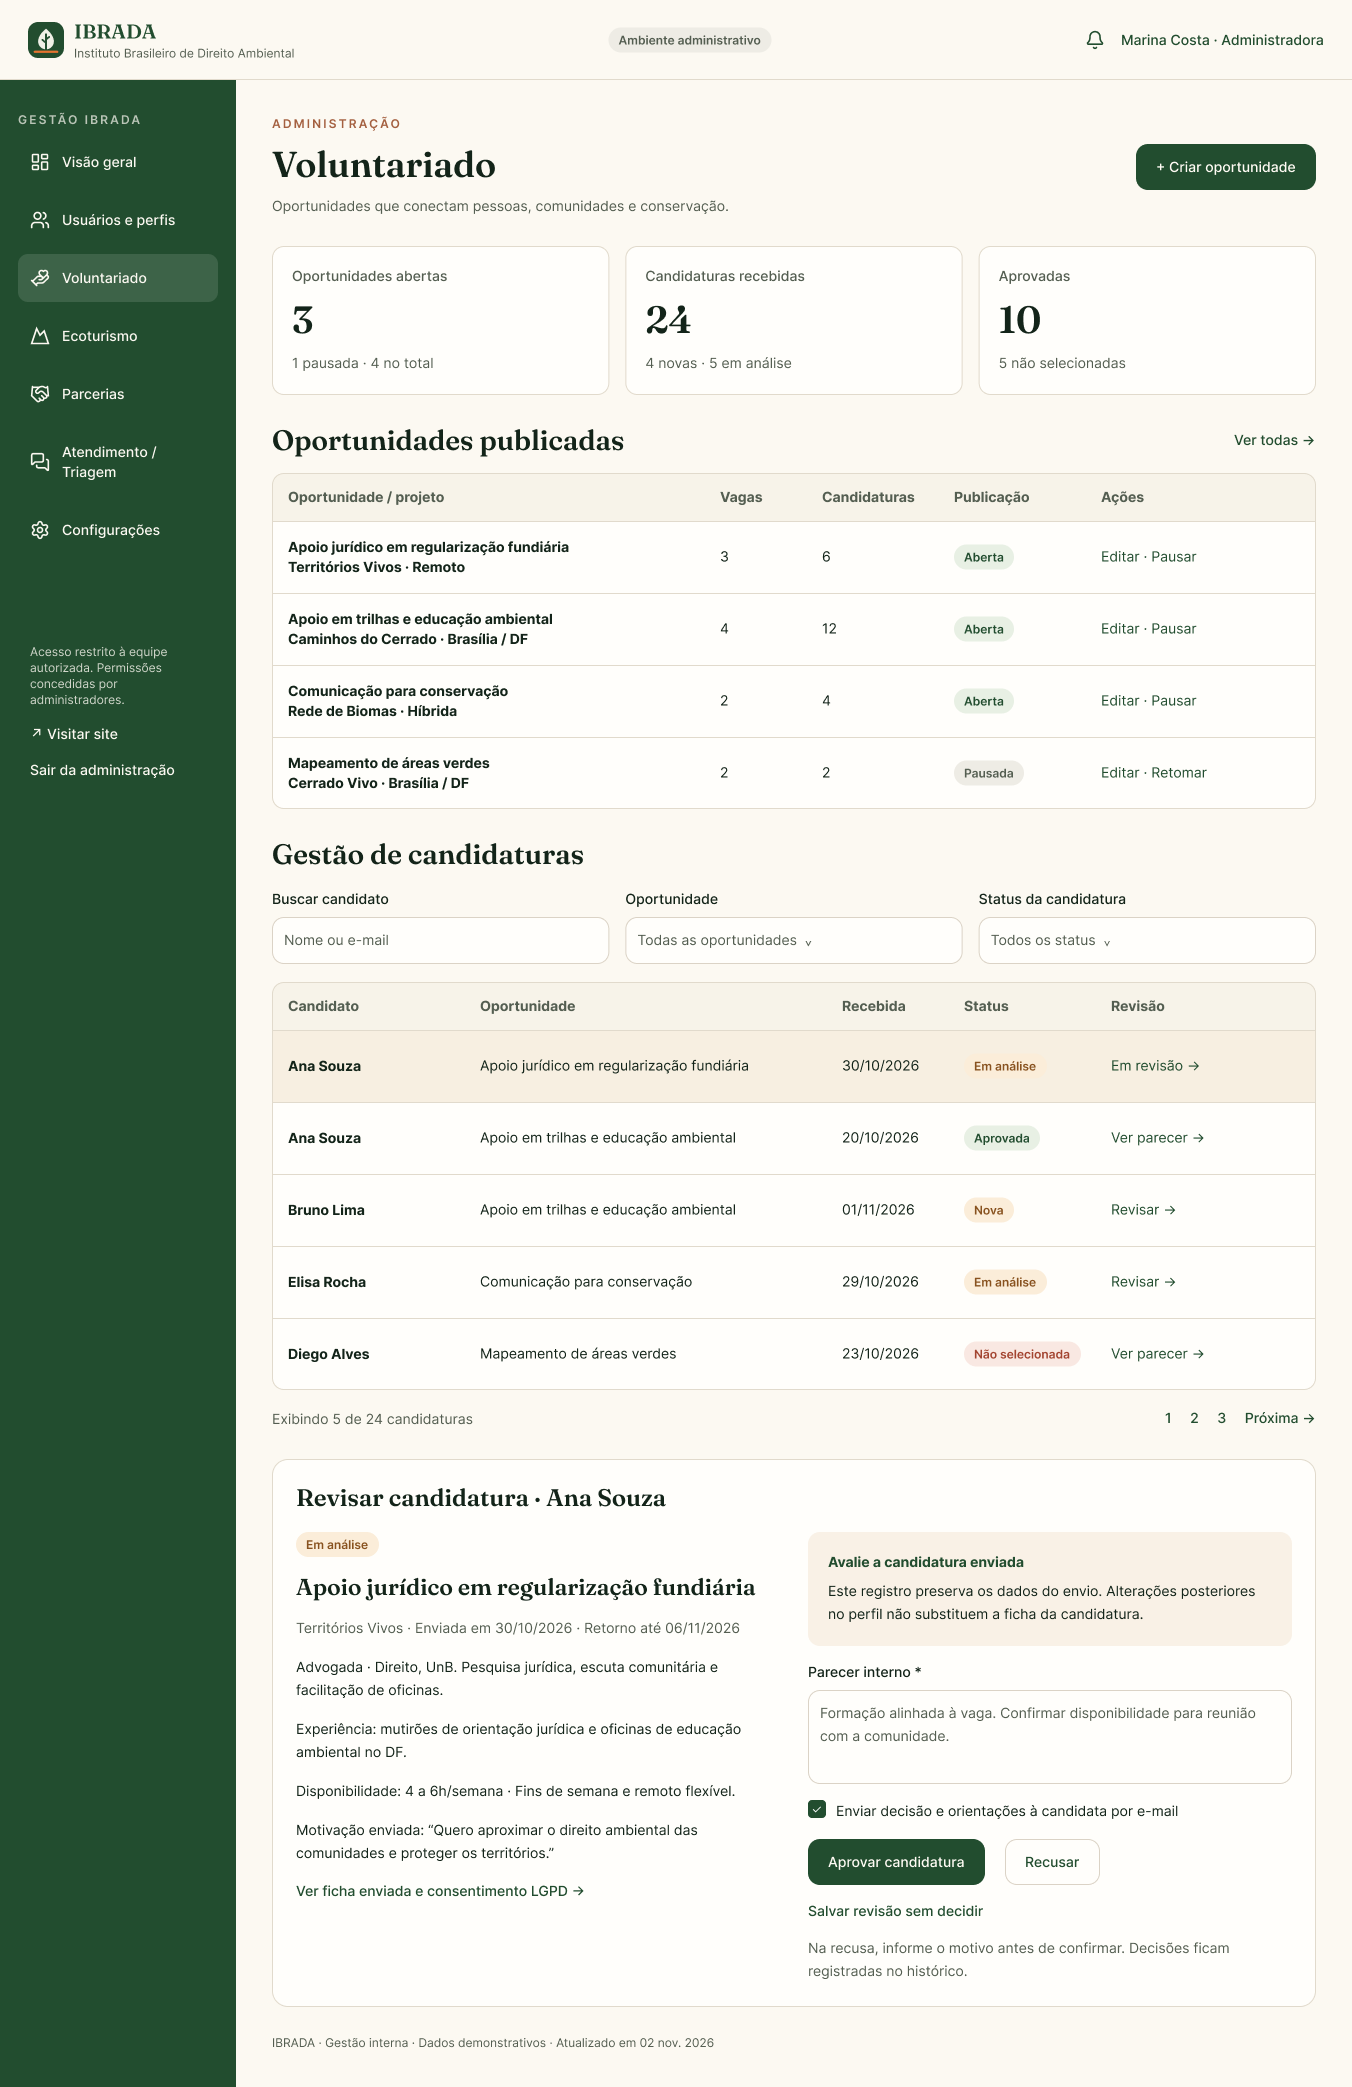 IBRADA
Instituto Brasileiro de Direito Ambiental
Ambiente administrativo
Marina Costa · Administradora
GESTÃO IBRADA
Visão geral
Usuários e perfis
Voluntariado
Ecoturismo
Parcerias
Atendimento /
Triagem
Configurações
Acesso restrito à equipe
autorizada. Permissões
concedidas por
administradores.
↗ Visitar site
Sair da administração
ADMINISTRAÇÃO
Voluntariado
Oportunidades que conectam pessoas, comunidades e conservação.
+ Criar oportunidade
Oportunidades abertas
3
1 pausada · 4 no total
Candidaturas recebidas
24
4 novas · 5 em análise
Aprovadas
10
5 não selecionadas
Oportunidades publicadas
Ver todas →
Oportunidade / projeto Vagas Candidaturas Publicação Ações
Apoio jurídico em regularização fundiária
Territórios Vivos · Remoto
3 6 Aberta Editar · Pausar
Apoio em trilhas e educação ambiental
Caminhos do Cerrado · Brasília / DF
4 12 Aberta Editar · Pausar
Comunicação para conservação
Rede de Biomas · Híbrida
2 4 Aberta Editar · Pausar
Mapeamento de áreas verdes
Cerrado Vivo · Brasília / DF
2 2 Pausada Editar · Retomar
Gestão de candidaturas
Buscar candidato
Nome ou e-mail
Oportunidade
Todas as oportunidades
Status da candidatura
Todos os status
Candidato Oportunidade Recebida Status Revisão
Ana Souza Apoio jurídico em regularização fundiária 30/10/2026 Em análise Em revisão →
Ana Souza Apoio em trilhas e educação ambiental 20/10/2026 Aprovada Ver parecer →
Bruno Lima Apoio em trilhas e educação ambiental 01/11/2026 Nova Revisar →
Elisa Rocha Comunicação para conservação 29/10/2026 Em análise Revisar →
Diego Alves Mapeamento de áreas verdes 23/10/2026 Não selecionada Ver parecer →
Exibindo 5 de 24 candidaturas
1 2 3 Próxima →
Revisar candidatura · Ana Souza
Em análise
Apoio jurídico em regularização fundiária
Territórios Vivos · Enviada em 30/10/2026 · Retorno até 06/11/2026
Advogada · Direito, UnB. Pesquisa jurídica, escuta comunitária e
facilitação de oficinas.
Experiência: mutirões de orientação jurídica e oficinas de educação
ambiental no DF.
Disponibilidade: 4 a 6h/semana · Fins de semana e remoto flexível.
Motivação enviada: “Quero aproximar o direito ambiental das
comunidades e proteger os territórios.”
Ver ficha enviada e consentimento LGPD →
Avalie a candidatura enviada
Este registro preserva os dados do envio. Alterações posteriores
no perfil não substituem a ficha da candidatura.
Parecer interno *
Formação alinhada à vaga. Confirmar disponibilidade para reunião
com a comunidade.
Enviar decisão e orientações à candidata por e-mail
Aprovar candidatura
Recusar
Salvar revisão sem decidir
Na recusa, informe o motivo antes de confirmar. Decisões ficam
registradas no histórico.
IBRADA · Gestão interna · Dados demonstrativos · Atualizado em 02 nov. 2026